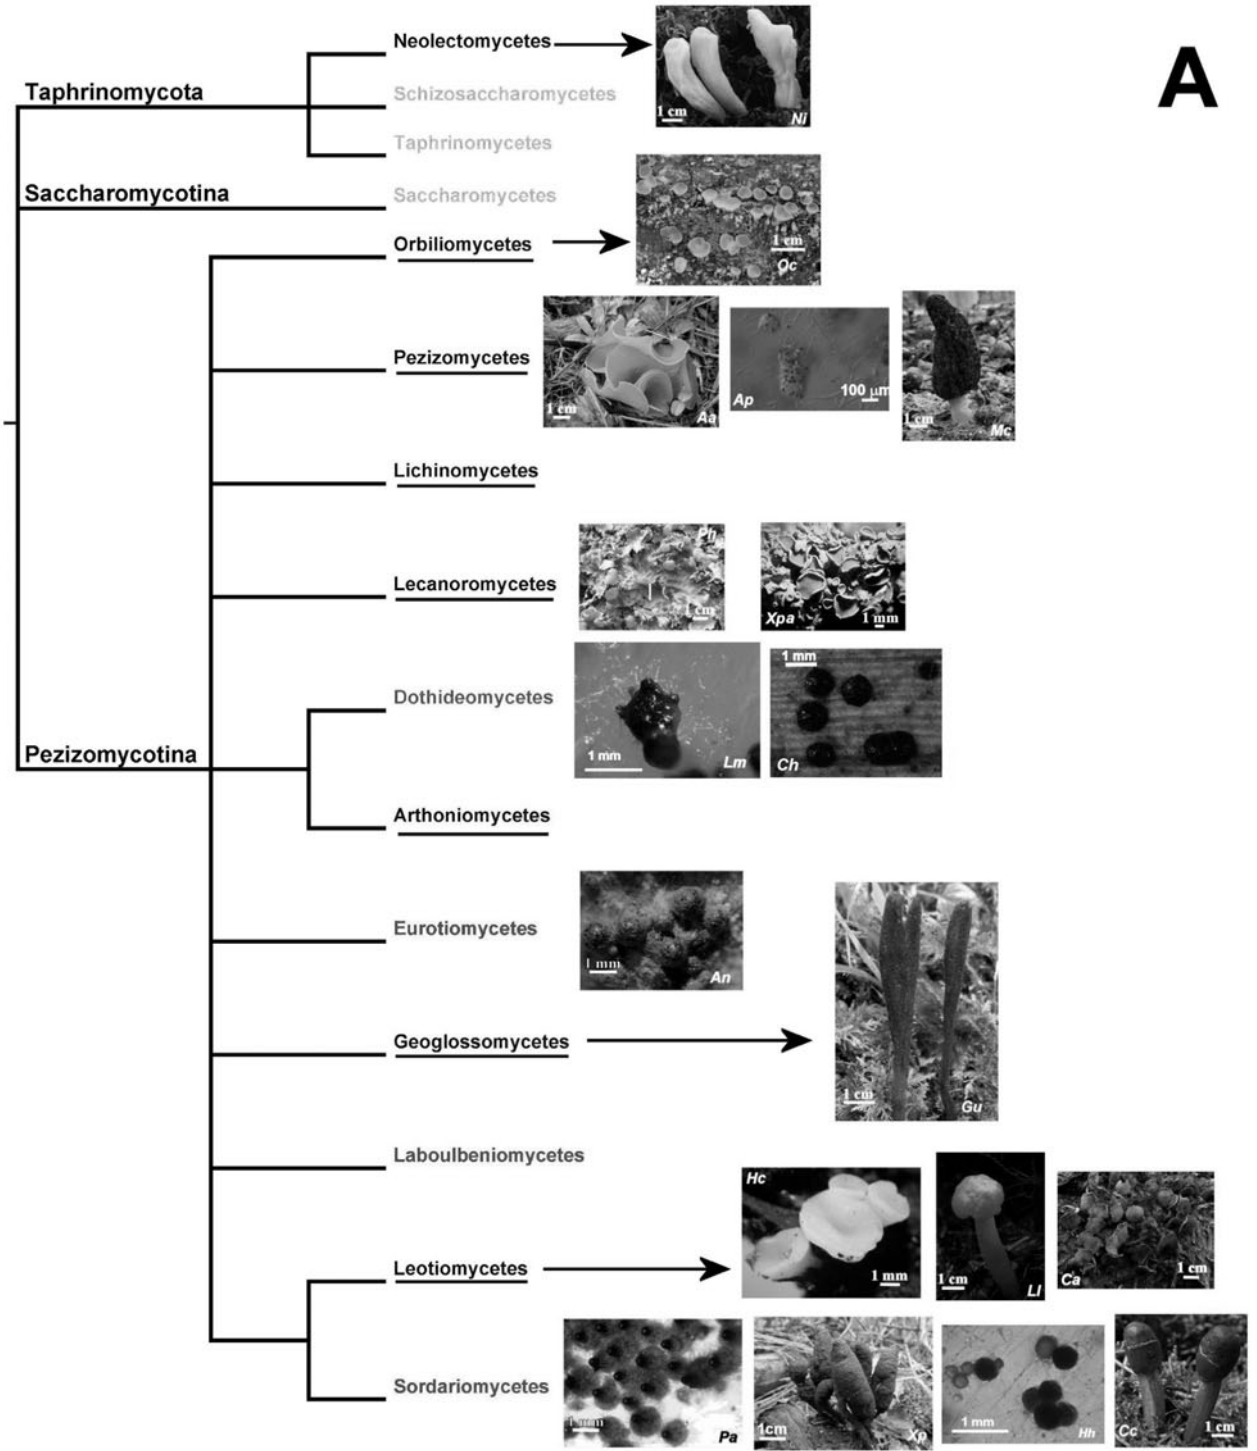 A
Neolectomycetes
1 cm
Ni
Taphrinomycota
Schizosaccharomycetes
Taphrinomycetes
Saccharomycotina
Saccharomycetes
Orbiliomycetes
1 cm
Oc
Pezizomycetes
1 cm
Aa
Ap
100 μm
1 cm
Mc
Lichinomycetes
Lecanoromycetes
Ph
1 cm
Xpa
1 mm
Dothideomycetes
1 mm
Lm
1 mm
Ch
Pezizomycotina
Arthoniomycetes
Eurotiomycetes
1 mm
An
Geoglossomycetes
1 cm
Gu
Laboulbeniomycetes
Leotiomycetes
Hc
1 mm
1 cm
Ll
Ca
1 cm
Sordariomycetes
1 mm
Pa
1cm
Xp
1 mm
Hh
Cc
1 cm